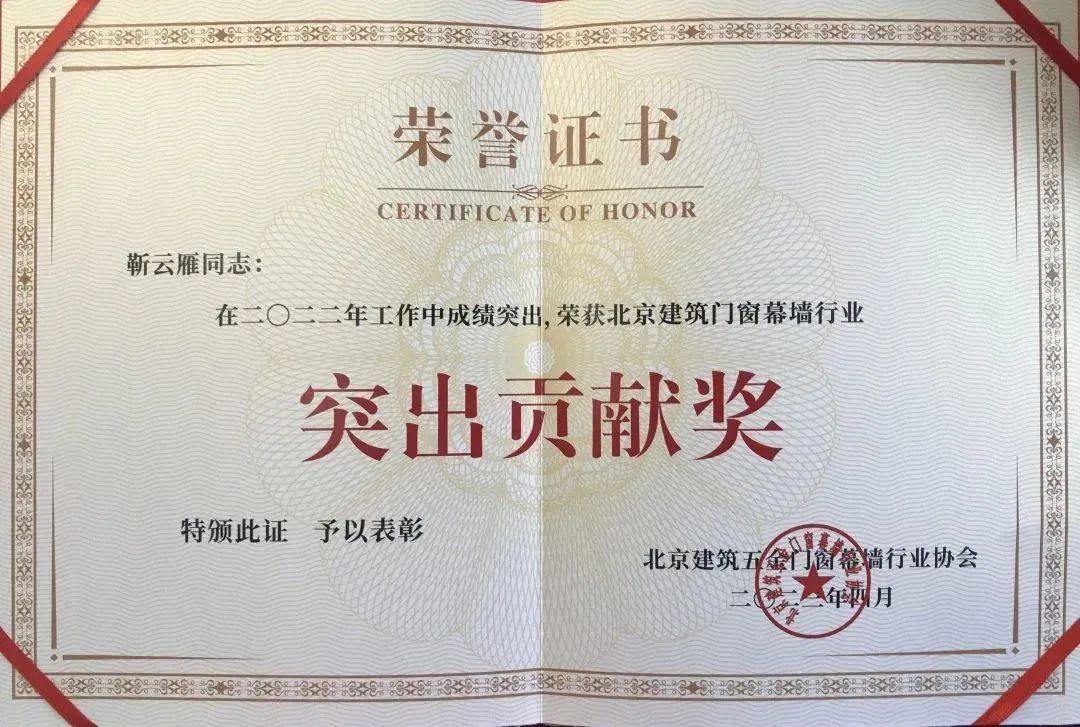 荣誉证书
CERTIFICATE OF HONOR
靳云雁同志：
在二〇二二年工作中成绩突出，荣获北京建筑门窗幕墙行业
突出贡献奖
特颁此证 予以表彰
北京建筑五金门窗幕墙行业协会
二〇二二年四月